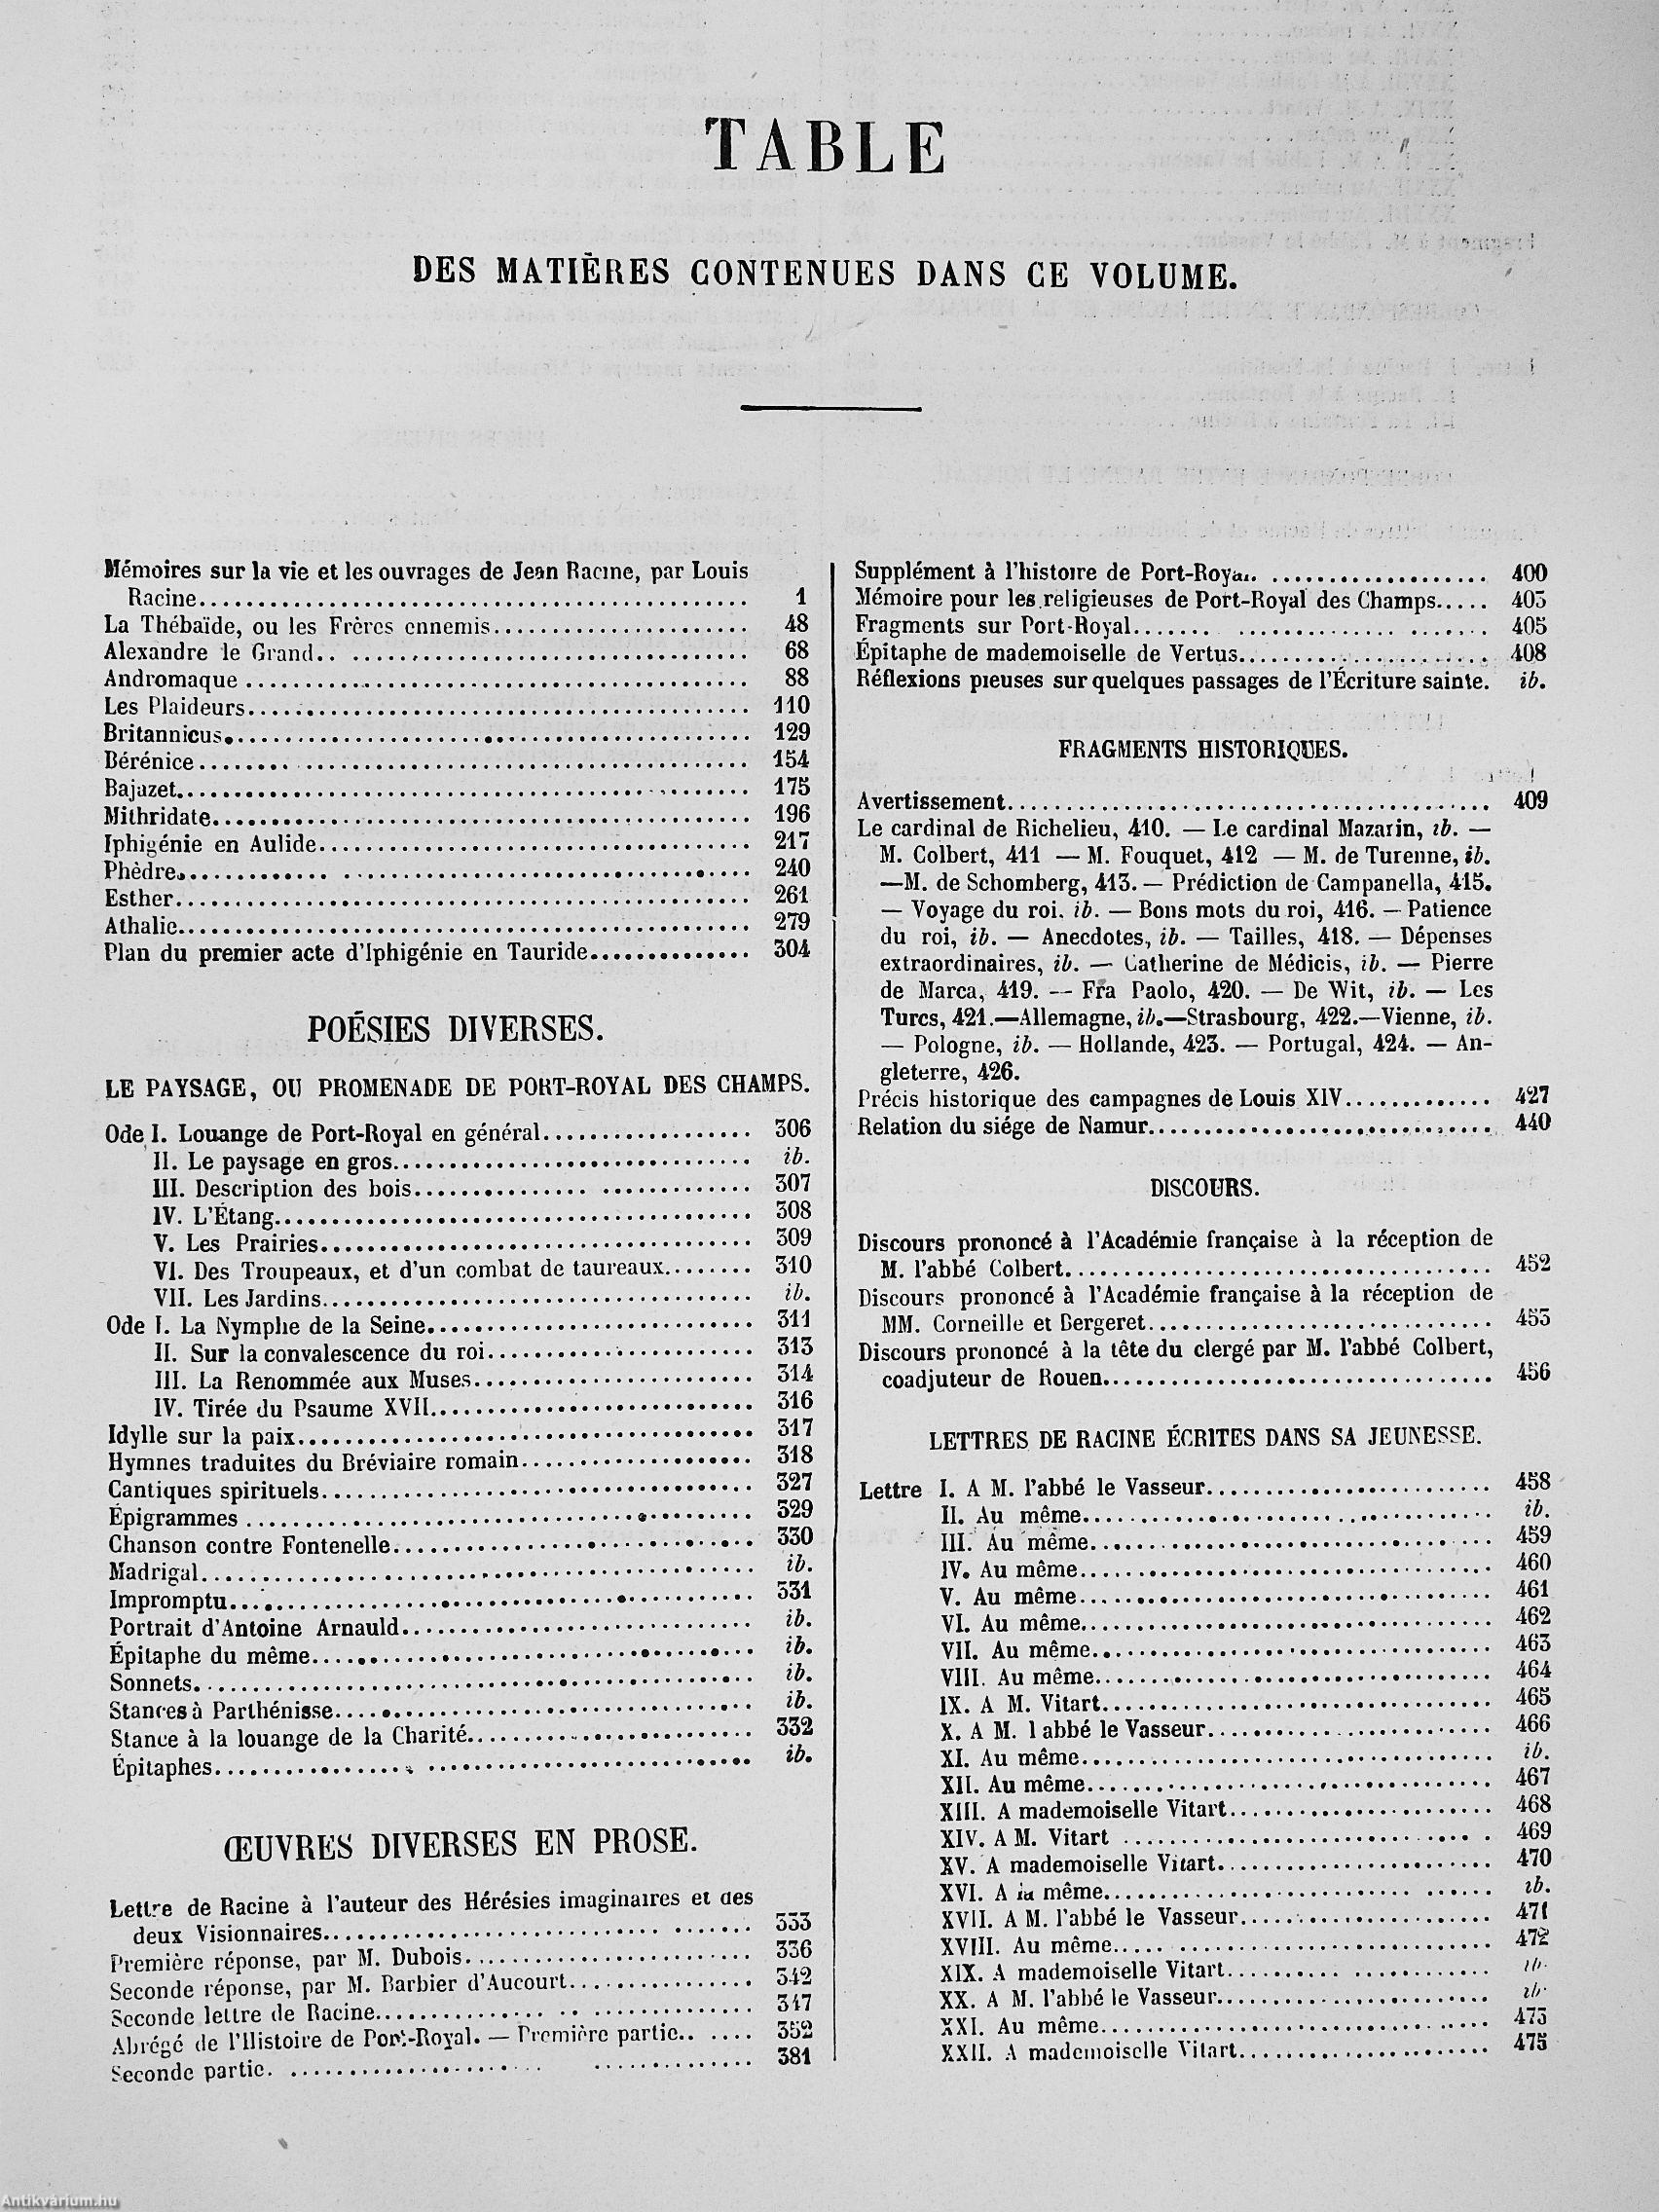 TABLE
DES MATIÈRES CONTENUES DANS CE VOLUME.
Mémoires sur la vie et les ouvrages de Jean Racine, par Louis
Racine........ 1
La Thébaïde, ou les Frères ennemis........ 48
Alexandre le Grand........ 68
Andromaque........ 88
Les Plaideurs........ 110
Britannicus........ 129
Bérénice........ 154
Bajazet........ 175
Mithridate........ 196
Iphigénie en Aulide........ 217
Phèdre........ 240
Esther........ 261
Athalie........ 279
Plan du premier acte d'Iphigénie en Tauride........ 304
POÉSIES DIVERSES.
LE PAYSAGE, OU PROMENADE DE PORT-ROYAL DES CHAMPS.
Ode I. Louange de Port-Royal en général........ 306
II. Le paysage en gros........ ib.
III. Description des bois........ 307
IV. L'Étang........ 308
V. Les Prairies........ 309
VI. Des Troupeaux, et d'un combat de taureaux........ 310
VII. Les Jardins........ ib.
Ode I. La Nymphe de la Seine........ 311
II. Sur la convalescence du roi........ 313
III. La Renommée aux Muses........ 314
IV. Tirée du Psaume XVII........ 316
Idylle sur la paix........ 317
Hymnes traduites du Bréviaire romain........ 318
Cantiques spirituels........ 327
Épigrammes........ 329
Chanson contre Fontenelle........ 330
Madrigal........ ib.
Impromptu........ 331
Portrait d'Antoine Arnauld........ ib.
Épitaphe du même........ ib.
Sonnets........ ib.
Stances à Parthénisse........ ib.
Stance à la louange de la Charité........ 332
Épitaphes........ ib.
ŒUVRES DIVERSES EN PROSE.
Lettre de Racine à l'auteur des Hérésies imaginaires et des
deux Visionnaires........ 333
Première réponse, par M. Dubois........ 336
Seconde réponse, par M. Barbier d'Aucourt........ 342
Seconde lettre de Racine........ 347
Abrégé de l'Histoire de Port-Royal. — Première partie........ 352
Seconde partie........ 381
Supplément à l'histoire de Port-Royal........ 400
Mémoire pour les religieuses de Port-Royal des Champs..... 403
Fragments sur Port-Royal........ 405
Épitaphe de mademoiselle de Vertus........ 408
Réflexions pieuses sur quelques passages de l'Écriture sainte. ib.
FRAGMENTS HISTORIQUES.
Avertissement........ 409
Le cardinal de Richelieu, 410. — Le cardinal Mazarin, ib. —
M. Colbert, 411 — M. Fouquet, 412 — M. de Turenne, ib.
—M. de Schomberg, 413. — Prédiction de Campanella, 415.
— Voyage du roi, ib. — Bons mots du roi, 416. — Patience
du roi, ib. — Anecdotes, ib. — Tailles, 418. — Dépenses
extraordinaires, ib. — Catherine de Médicis, ib. — Pierre
de Marca, 419. — Fra Paolo, 420. — De Wit, ib. — Les
Turcs, 421.—Allemagne, ib.—Strasbourg, 422.—Vienne, ib.
— Pologne, ib. — Hollande, 423. — Portugal, 424. — An-
gleterre, 426.
Précis historique des campagnes de Louis XIV........ 427
Relation du siége de Namur........ 440
DISCOURS.
Discours prononcé à l'Académie française à la réception de
M. l'abbé Colbert........ 452
Discours prononcé à l'Académie française à la réception de
MM. Corneille et Bergeret........ 453
Discours prononcé à la tête du clergé par M. l'abbé Colbert,
coadjuteur de Rouen........ 456
LETTRES DE RACINE ÉCRITES DANS SA JEUNESSE.
Lettre I. A M. l'abbé le Vasseur........ 458
II. Au même........ ib.
III. Au même........ 459
IV. Au même........ 460
V. Au même........ 461
VI. Au même........ 462
VII. Au même........ 463
VIII. Au même........ 464
IX. A M. Vitart........ 465
X. A M. l'abbé le Vasseur........ 466
XI. Au même........ ib.
XII. Au même........ 467
XIII. A mademoiselle Vitart........ 468
XIV. A M. Vitart........ 469
XV. A mademoiselle Vitart........ 470
XVI. A la même........ ib.
XVII. A M. l'abbé le Vasseur........ 471
XVIII. Au même........ 472
XIX. A mademoiselle Vitart........ ib.
XX. A M. l'abbé le Vasseur........ ib.
XXI. Au même........ 473
XXII. A mademoiselle Vitart........ 475
Antikvárium.hu